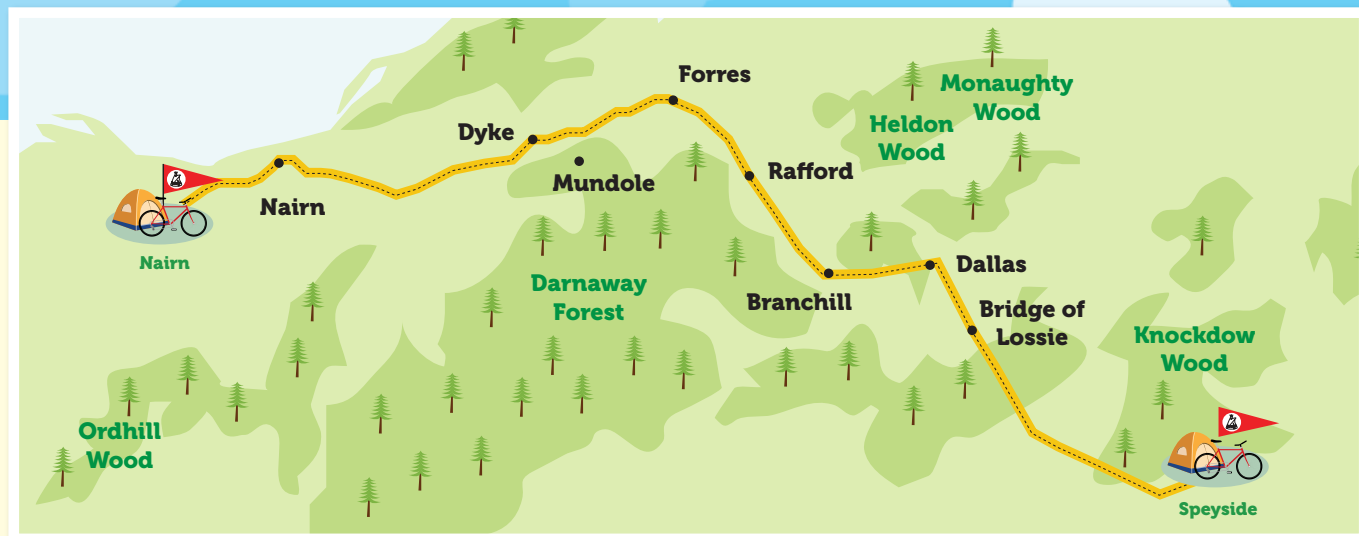 Forres
Monaughty
Wood
Heldon
Wood
Dyke
Mundole
Rafford
Nairn
Nairn
Darnaway
Forest
Branchill
Dallas
Bridge of
Lossie
Knockdow
Wood
Ordhill
Wood
Speyside